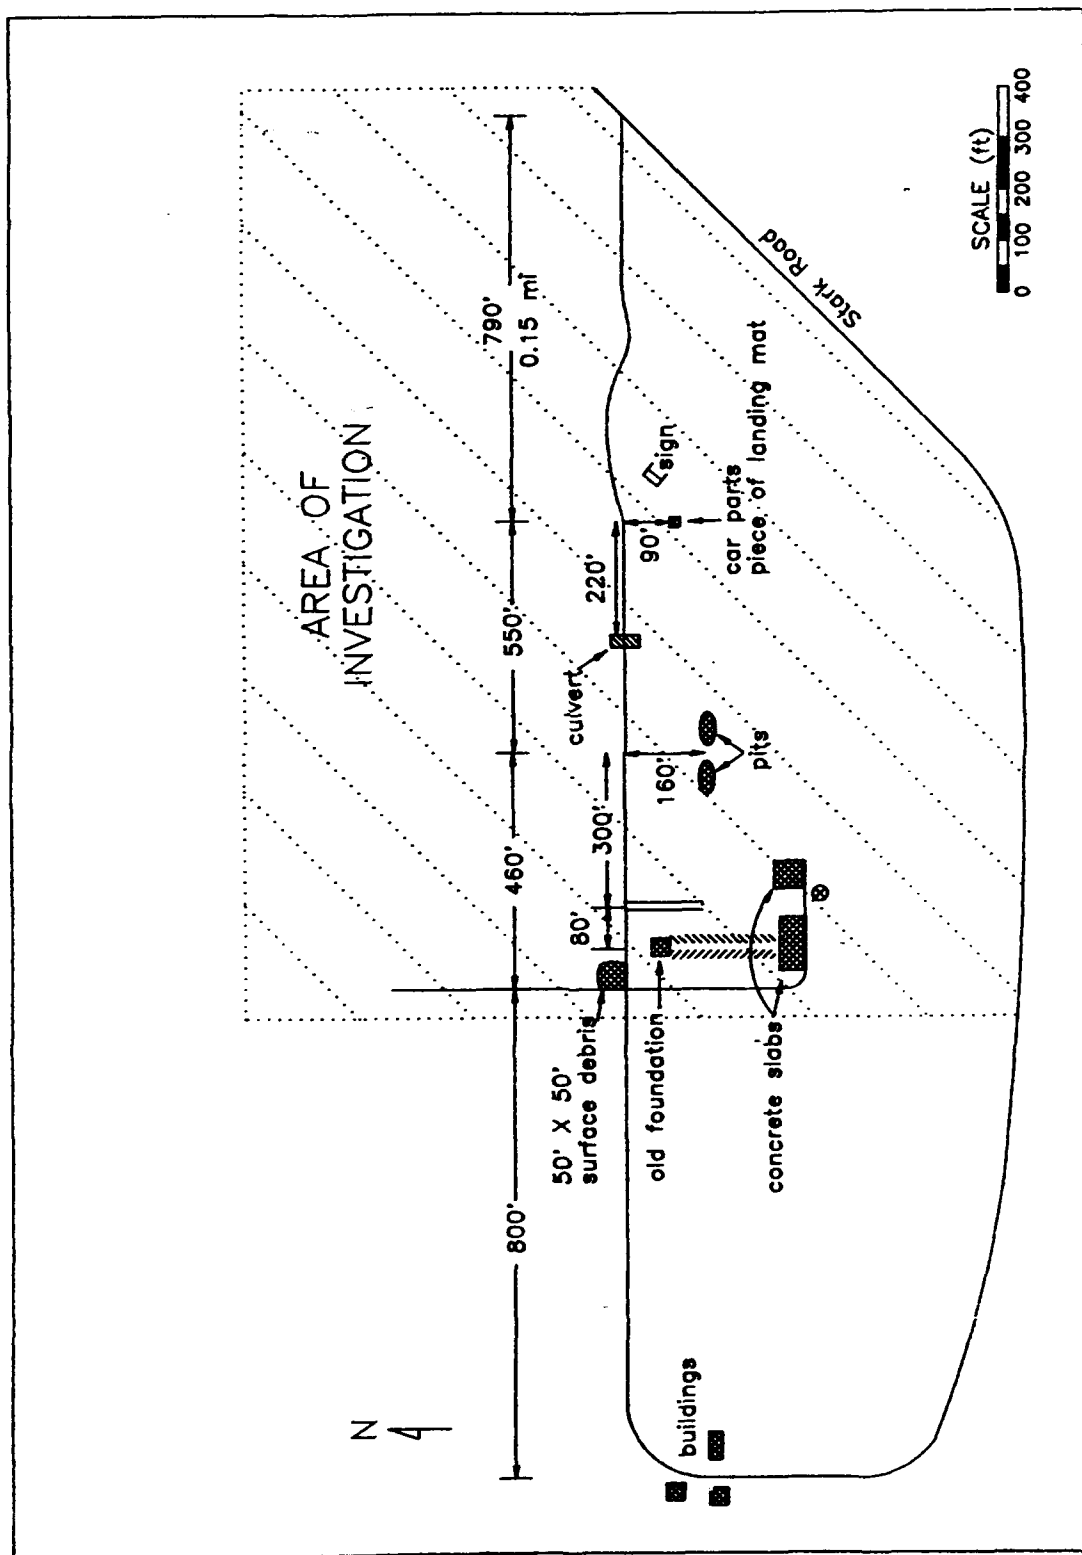 N
AREA OF
INVESTIGATION
800'
460'
550'
790'
0.15 mi
50' X 50'
surface debris
80'
300'
culvert
220'
90'
sign
160'
pits
car parts
piece of landing mat
old foundation
concrete slabs
buildings
Stark Road
SCALE (ft)
0 100 200 300 400